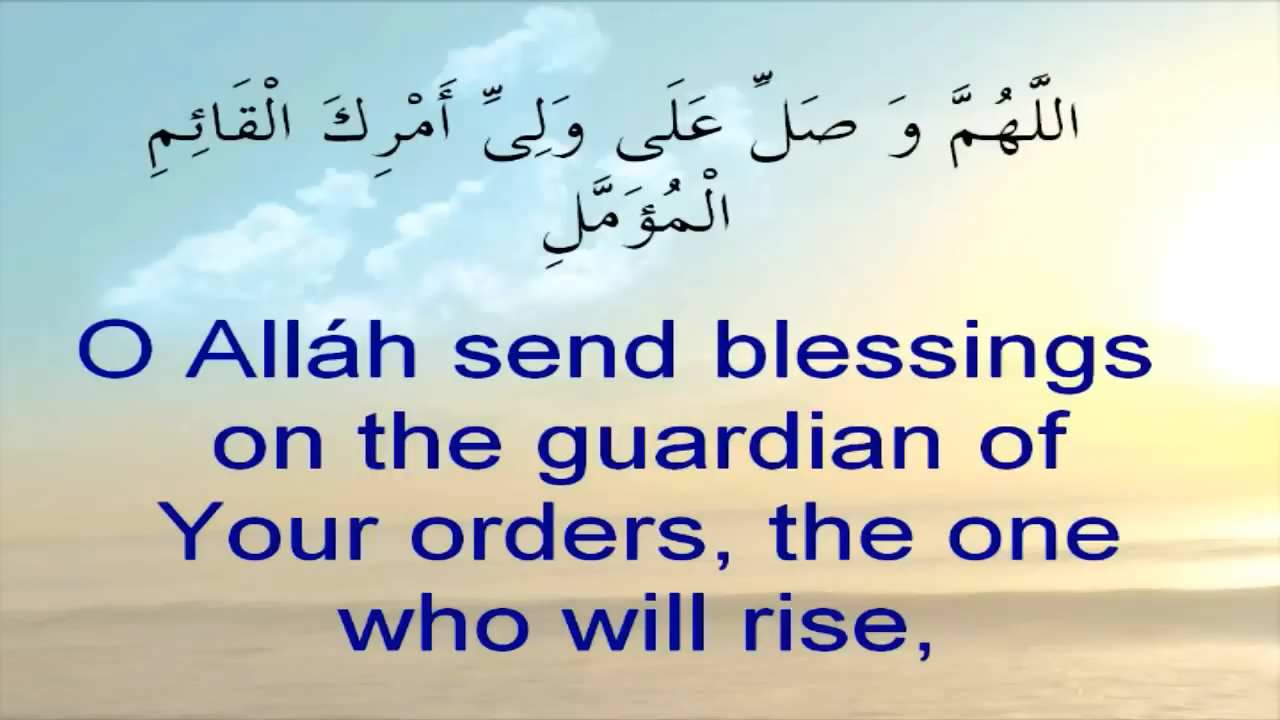 اللَّهُمَّ وَ صَلِّ عَلَى وَلِىِّ أَمْرِكَ الْقَائِمِ
الْمُؤَمَّلِ
O Alláh send blessings
on the guardian of
Your orders, the one
who will rise,